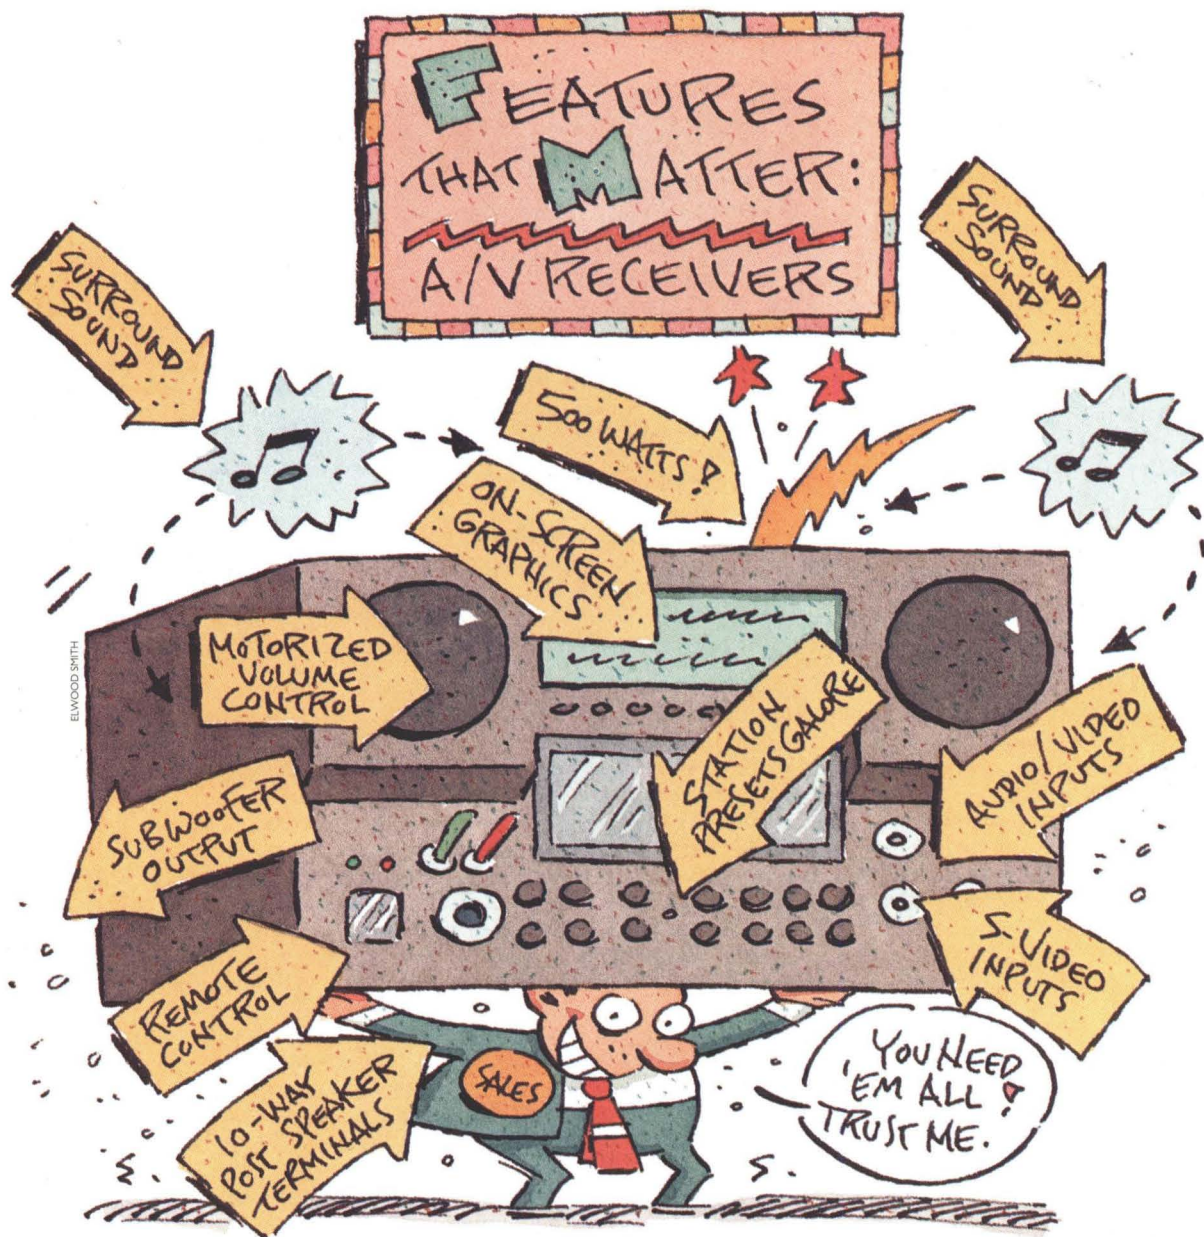 FEATURES
THAT MATTER:
A/V RECEIVERS
SURROUND
SOUND
SURROUND
SOUND
500 WATTS!
ON-SCREEN
GRAPHICS
MOTORIZED
VOLUME
CONTROL
STATION
PRESETS GALORE
AUDIO/VIDEO
INPUTS
SUBWOOFER
OUTPUT
S-VIDEO
INPUTS
REMOTE
CONTROL
10-WAY
POST SPEAKER
TERMINALS
SALES
YOU NEED
'EM ALL!
TRUST ME.
ELWOOD SMITH